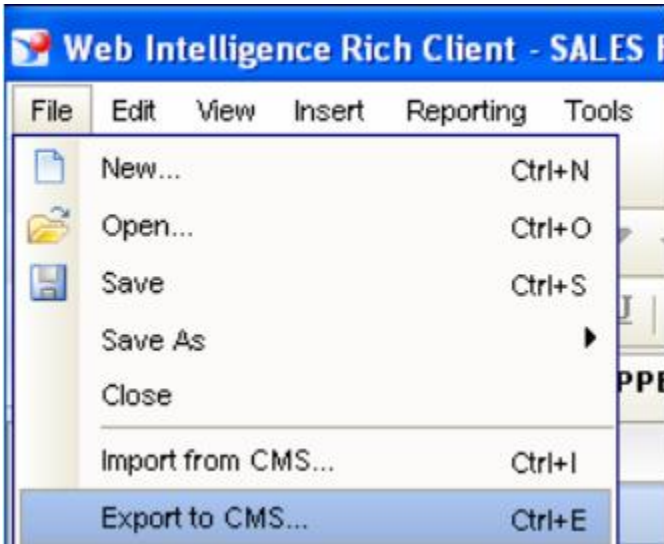 Web Intelligence Rich Client - SALES
File Edit View Insert Reporting Tools
New... Ctrl+N
Open... Ctrl+O
Save Ctrl+S
Save As
Close
Import from CMS... Ctrl+I
Export to CMS... Ctrl+E